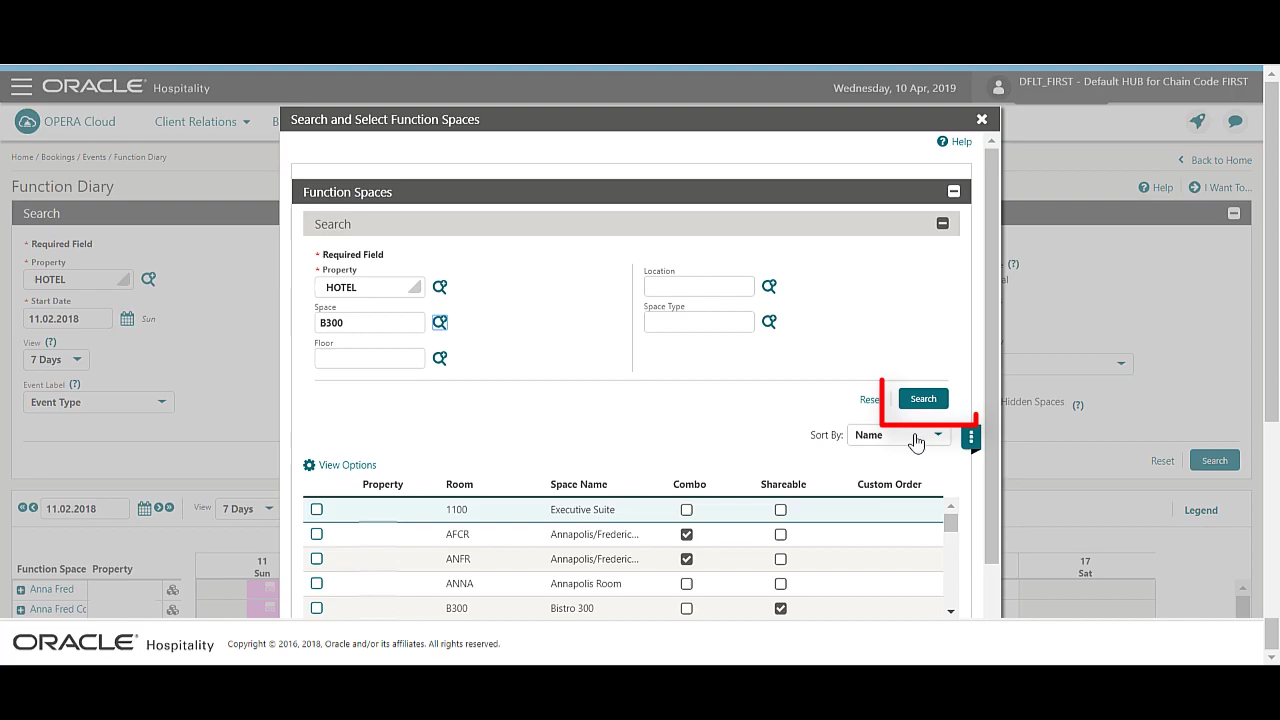 ORACLE Hospitality
Wednesday, 10 Apr, 2019
DFLT_FIRST - Default HUB for Chain Code FIRST
OPERA Cloud
Client Relations
B
Home / Bookings / Events / Function Diary
Back to Home
Function Diary
Help
I Want To...
Search
* Required Field
* Property
HOTEL
* Start Date
11.02.2018
Sun
View (?)
7 Days
Event Label (?)
Event Type
(?)
al
Hidden Spaces (?)
Reset
Search
Search and Select Function Spaces
Help
Function Spaces
Search
* Required Field
* Property
HOTEL
Space
B300
Floor
Location
Space Type
Rese
Search
Sort By: Name
View Options
Property Room Space Name Combo Shareable Custom Order
1100 Executive Suite
AFCR Annapolis/Frederic...
ANFR Annapolis/Frederic...
ANNA Annapolis Room
B300 Bistro 300
11.02.2018
View 7 Days
Legend
Function Space Property
11
Sun
17
Sat
Anna Fred
Anna Fred Cc
ORACLE Hospitality
Copyright © 2016, 2018, Oracle and/or its affiliates. All rights reserved.